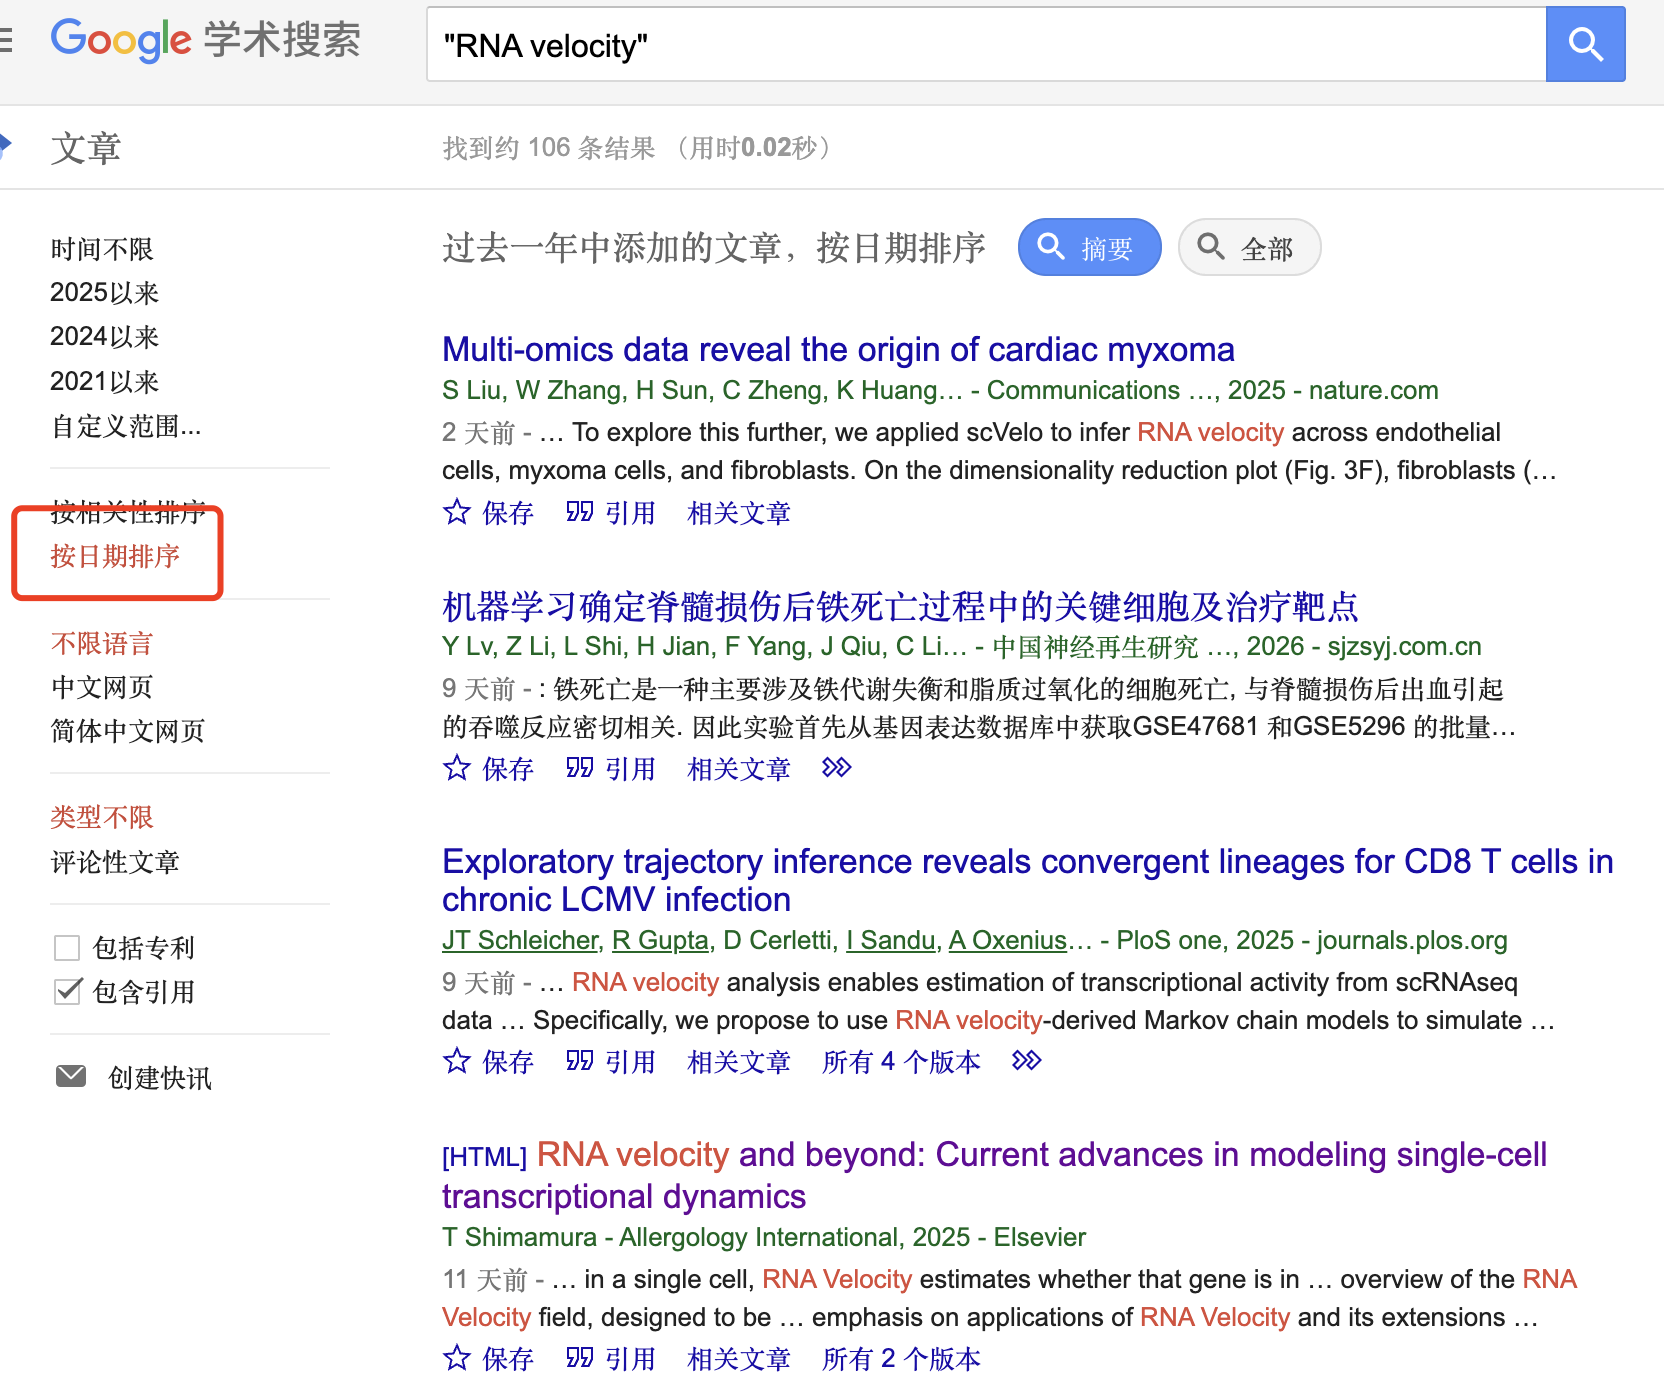 Google 学术搜索
"RNA velocity"
文章
找到约 106 条结果 （用时0.02秒）
时间不限
2025以来
2024以来
2021以来
自定义范围...
按相关性排序
按日期排序
不限语言
中文网页
简体中文网页
类型不限
评论性文章
包括专利
包含引用
创建快讯
过去一年中添加的文章，按日期排序
摘要
全部
Multi-omics data reveal the origin of cardiac myxoma
S Liu, W Zhang, H Sun, C Zheng, K Huang… - Communications …, 2025 - nature.com
2 天前 - … To explore this further, we applied scVelo to infer RNA velocity across endothelial
cells, myxoma cells, and fibroblasts. On the dimensionality reduction plot (Fig. 3F), fibroblasts (…
保存 引用 相关文章
机器学习确定脊髓损伤后铁死亡过程中的关键细胞及治疗靶点
Y Lv, Z Li, L Shi, H Jian, F Yang, J Qiu, C Li… - 中国神经再生研究 …, 2026 - sjzsyj.com.cn
9 天前 - : 铁死亡是一种主要涉及铁代谢失衡和脂质过氧化的细胞死亡, 与脊髓损伤后出血引起
的吞噬反应密切相关. 因此实验首先从基因表达数据库中获取GSE47681 和GSE5296 的批量…
保存 引用 相关文章
Exploratory trajectory inference reveals convergent lineages for CD8 T cells in
chronic LCMV infection
JT Schleicher, R Gupta, D Cerletti, I Sandu, A Oxenius… - PloS one, 2025 - journals.plos.org
9 天前 - … RNA velocity analysis enables estimation of transcriptional activity from scRNAseq
data … Specifically, we propose to use RNA velocity-derived Markov chain models to simulate …
保存 引用 相关文章 所有 4 个版本
[HTML] RNA velocity and beyond: Current advances in modeling single-cell
transcriptional dynamics
T Shimamura - Allergology International, 2025 - Elsevier
11 天前 - … in a single cell, RNA Velocity estimates whether that gene is in … overview of the RNA
Velocity field, designed to be … emphasis on applications of RNA Velocity and its extensions …
保存 引用 相关文章 所有 2 个版本